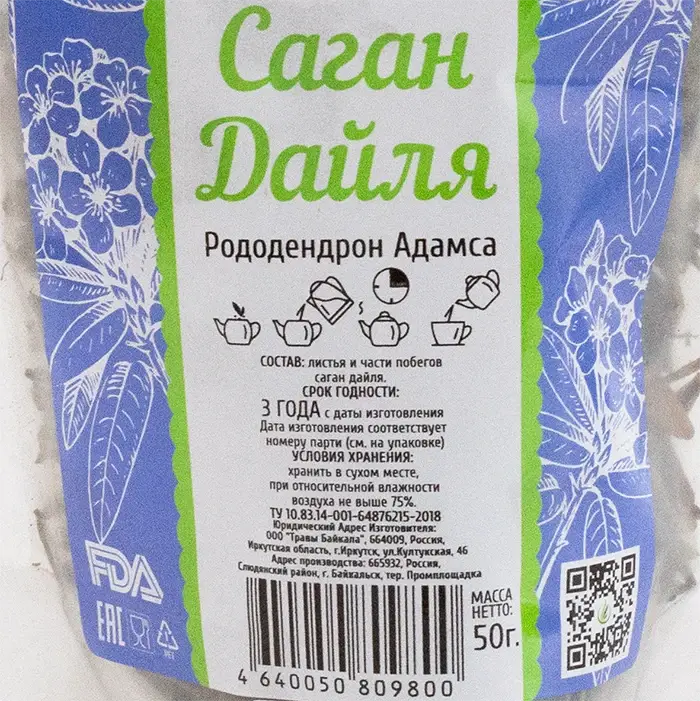 Саган
Дайля
Рододендрон Адамса
СОСТАВ: листья и части побегов
саган дайля.
СРОК ГОДНОСТИ:
3 ГОДА с даты изготовления
Дата изготовления соответствует
номеру парти (см. на упаковке)
УСЛОВИЯ ХРАНЕНИЯ:
хранить в сухом месте,
при относительной влажности
воздуха не выше 75%.
ТУ 10.83.14-001-64876215-2018
Юридический Адрес Изготовителя:
ООО "Травы Байкала", 664009, Россия,
Иркутская область, г.Иркутск, ул.Култукская, 46
Адрес производства: 665932, Россия,
Слюдянский район, г. Байкальск, тер. Промплощадка
FDA
EAC
МАССА
НЕТТО:
50г.
4 640050 809800